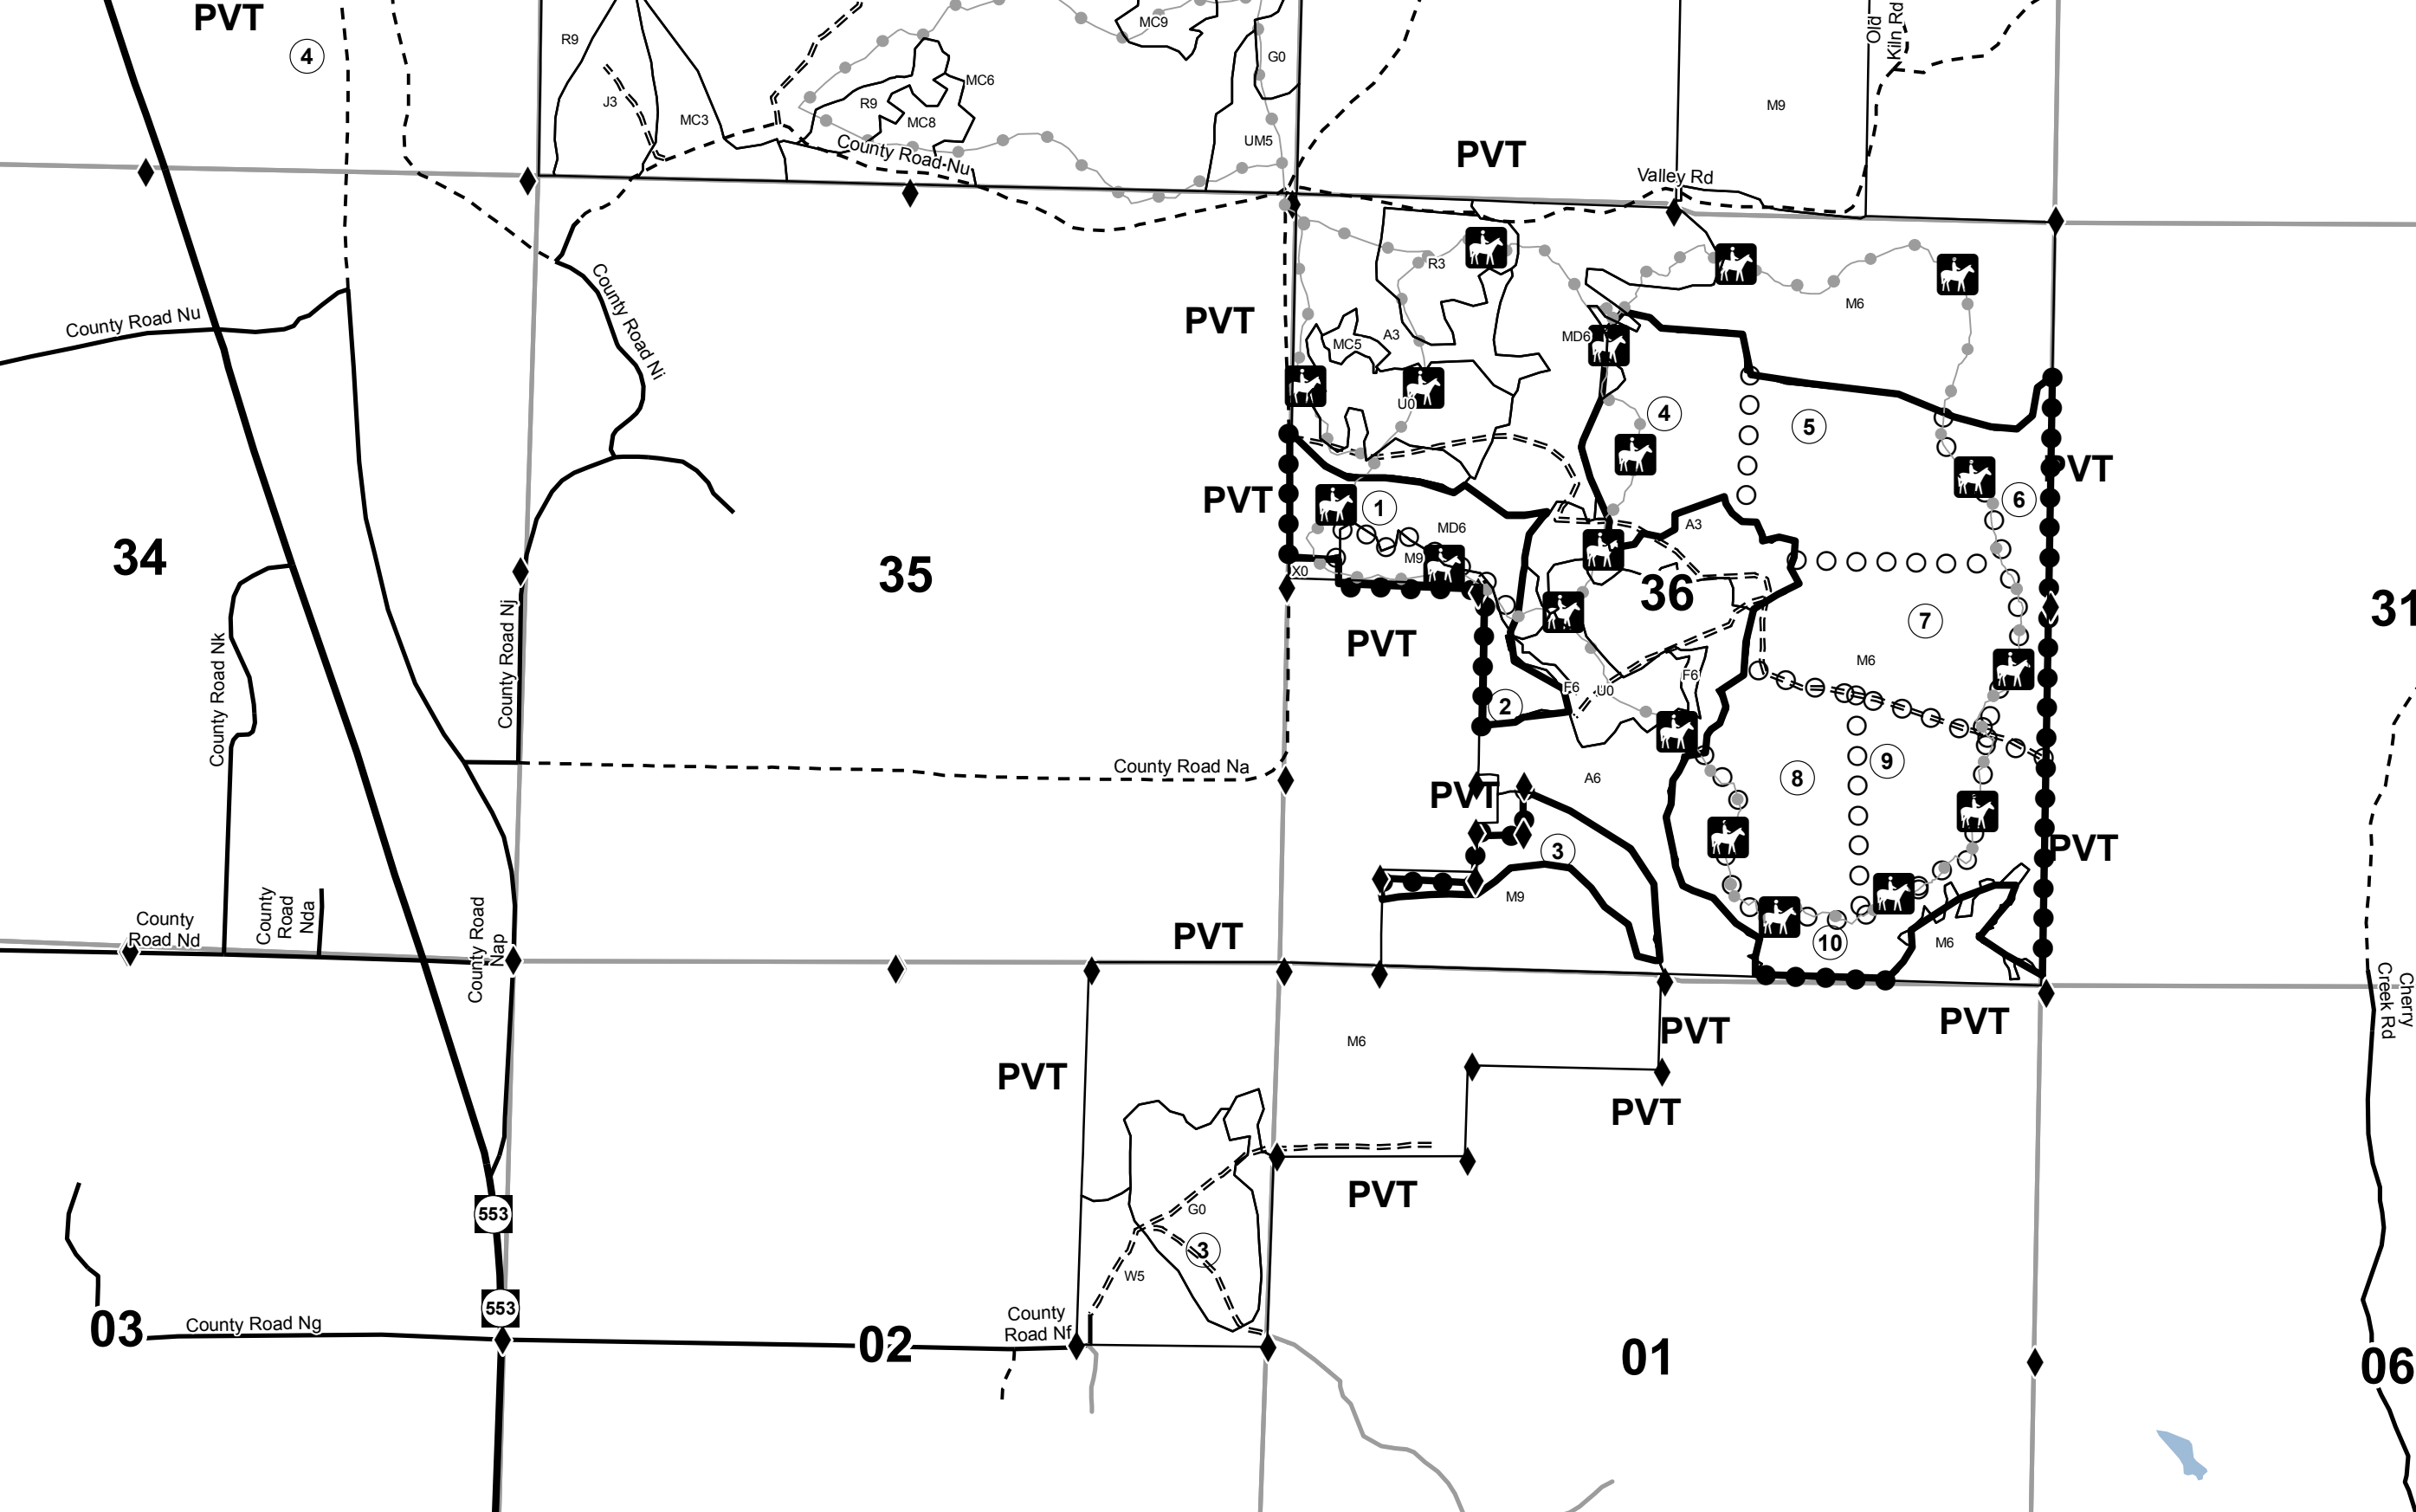 PVT
4
R9
J3
MC3
MC9
G0
MC6
R9
MC8
UM5
County Road Nu
PVT
Valley Rd
M9
Old
Kiln Rd
County Road Nu
County Road Ni
PVT
R3
A3
MC5
U0
MD6
M6
4
5
PVT
6
PVT
1
MD6
M9
X0
A3
34
35
36
31
7
M6
PVT
2
F6
U0
F6
County Road Nk
County Road Nj
County Road Na
PVT
A6
8
9
3
M9
PVT
10
M6
County
Road Nd
County
Road
Nda
County Road
Nap
PVT
PVT
PVT
M6
PVT
PVT
PVT
Cherry
Creek Rd
553
G0
3
W5
553
03
County Road Ng
02
County
Road Nf
01
06